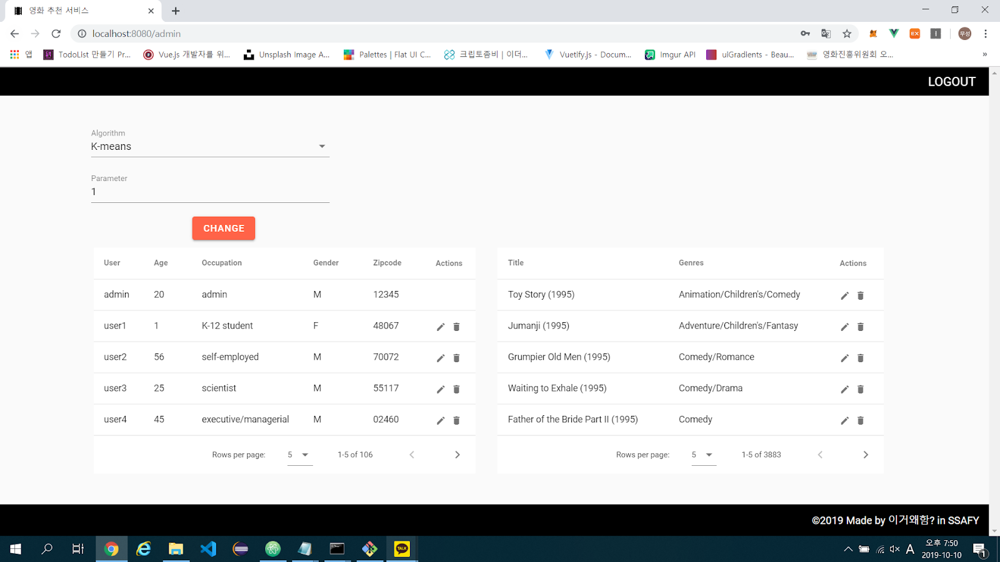 영화 추천 서비스
localhost:8080/admin
무성
앱 TodoList 만들기 Pr... Vue.js 개발자를 위... Unsplash Image A... Palettes | Flat UI C... 크립토좀비 | 이더... Vuetify.js - Docum... Imgur API uiGradients - Beau... 영화진흥위원회 오... »
LOGOUT
Algorithm
K-means
Parameter
1
CHANGE
User Age Occupation Gender Zipcode Actions
admin 20 admin M 12345
user1 1 K-12 student F 48067
user2 56 self-employed M 70072
user3 25 scientist M 55117
user4 45 executive/managerial M 02460
Rows per page: 5 1-5 of 106
Title Genres Actions
Toy Story (1995) Animation/Children's/Comedy
Jumanji (1995) Adventure/Children's/Fantasy
Grumpier Old Men (1995) Comedy/Romance
Waiting to Exhale (1995) Comedy/Drama
Father of the Bride Part II (1995) Comedy
Rows per page: 5 1-5 of 3883
©2019 Made by 이거왜함? in SSAFY
TALK
A
오후 7:50
2019-10-10
1